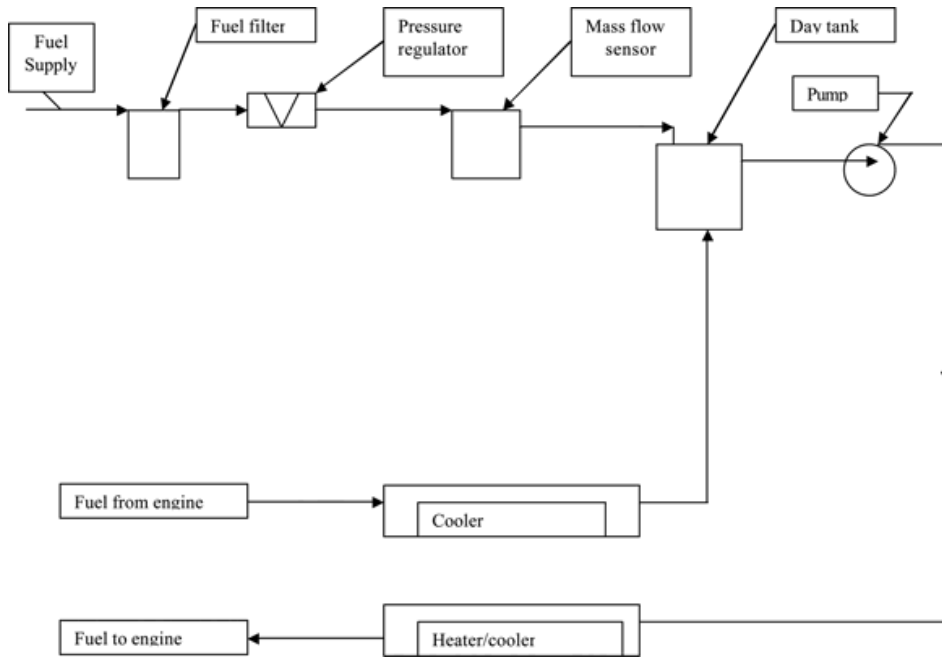 Fuel
Supply
Fuel filter
Pressure
regulator
Mass flow
sensor
Day tank
Pump
Fuel from engine
Cooler
Fuel to engine
Heater/cooler